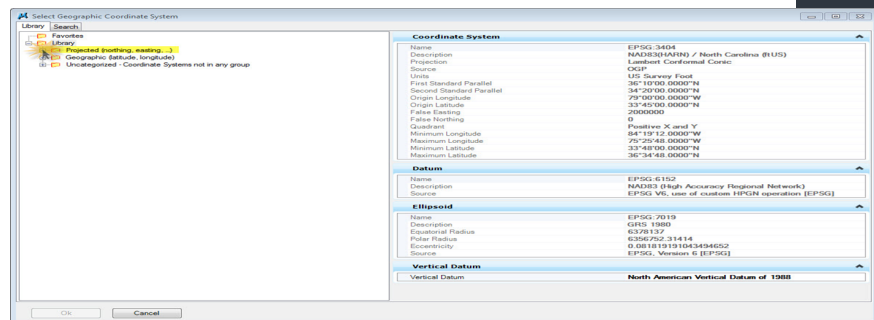 Select Geographic Coordinate System
Library Search
Favorites
Library
Projected (northing, easting, ...)
Geographic (latitude, longitude)
Uncategorized - Coordinate Systems not in any group
Coordinate System
Name EPSG:3404
Description NAD83(HARN) / North Carolina (ftUS)
Projection Lambert Conformal Conic
Source OGP
Units US Survey Foot
First Standard Parallel 36°10'00.0000"N
Second Standard Parallel 34°20'00.0000"N
Origin Longitude 79°00'00.0000"W
Origin Latitude 33°45'00.0000"N
False Easting 2000000
False Northing 0
Quadrant Positive X and Y
Minimum Longitude 84°19'12.0000"W
Maximum Longitude 75°25'48.0000"W
Minimum Latitude 33°48'00.0000"N
Maximum Latitude 36°34'48.0000"N
Datum
Name EPSG:6152
Description NAD83 (High Accuracy Regional Network)
Source EPSG V6, use of custom HPGN operation [EPSG]
Ellipsoid
Name EPSG:7019
Description GRS 1980
Equatorial Radius 6378137
Polar Radius 6356752.31414
Eccentricity 0.081819191043494652
Source EPSG, Version 6 [EPSG]
Vertical Datum
Vertical Datum North American Vertical Datum of 1988
Ok Cancel